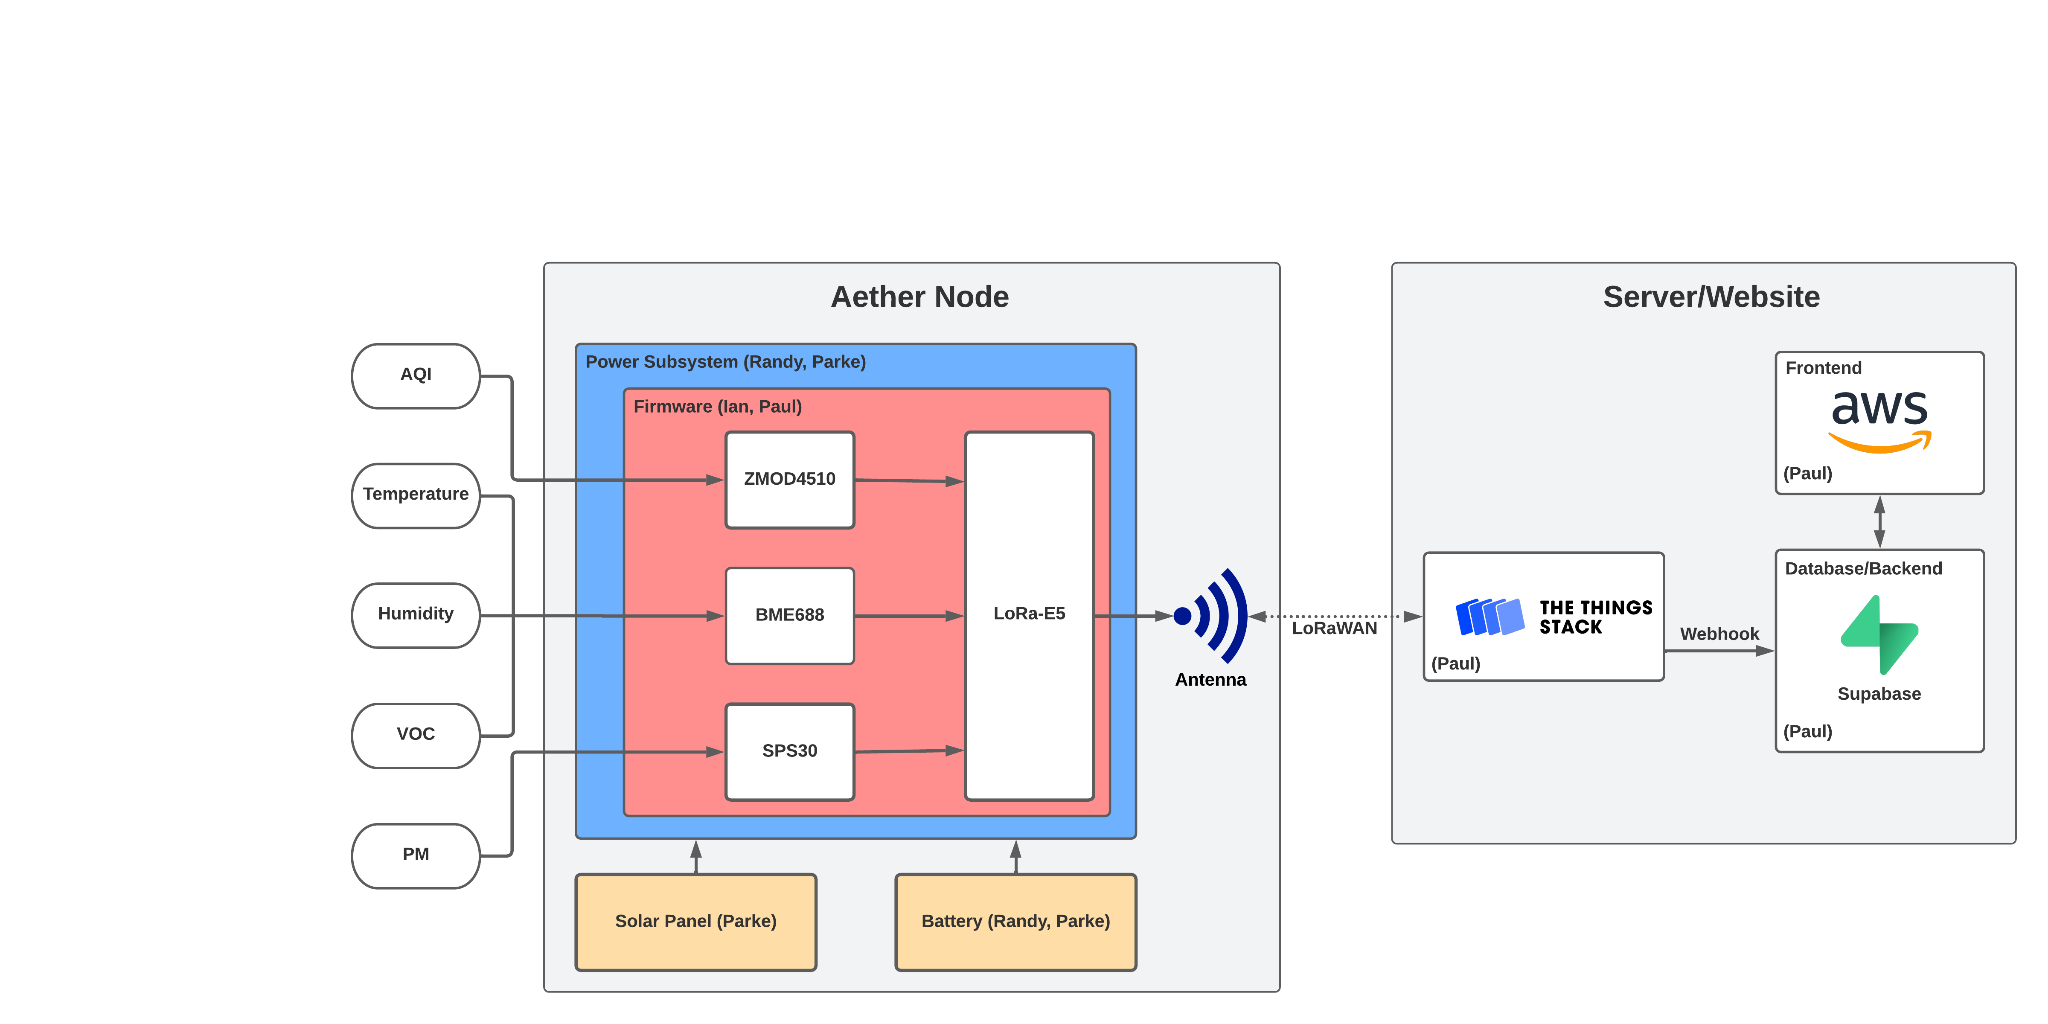 Aether Node
Server/Website
AQI
Temperature
Humidity
VOC
PM
Power Subsystem (Randy, Parke)
Firmware (Ian, Paul)
ZMOD4510
BME688
SPS30
LoRa-E5
Antenna
Solar Panel (Parke)
Battery (Randy, Parke)
LoRaWAN
THE THINGS
STACK
(Paul)
Webhook
Frontend
aws
(Paul)
Database/Backend
Supabase
(Paul)